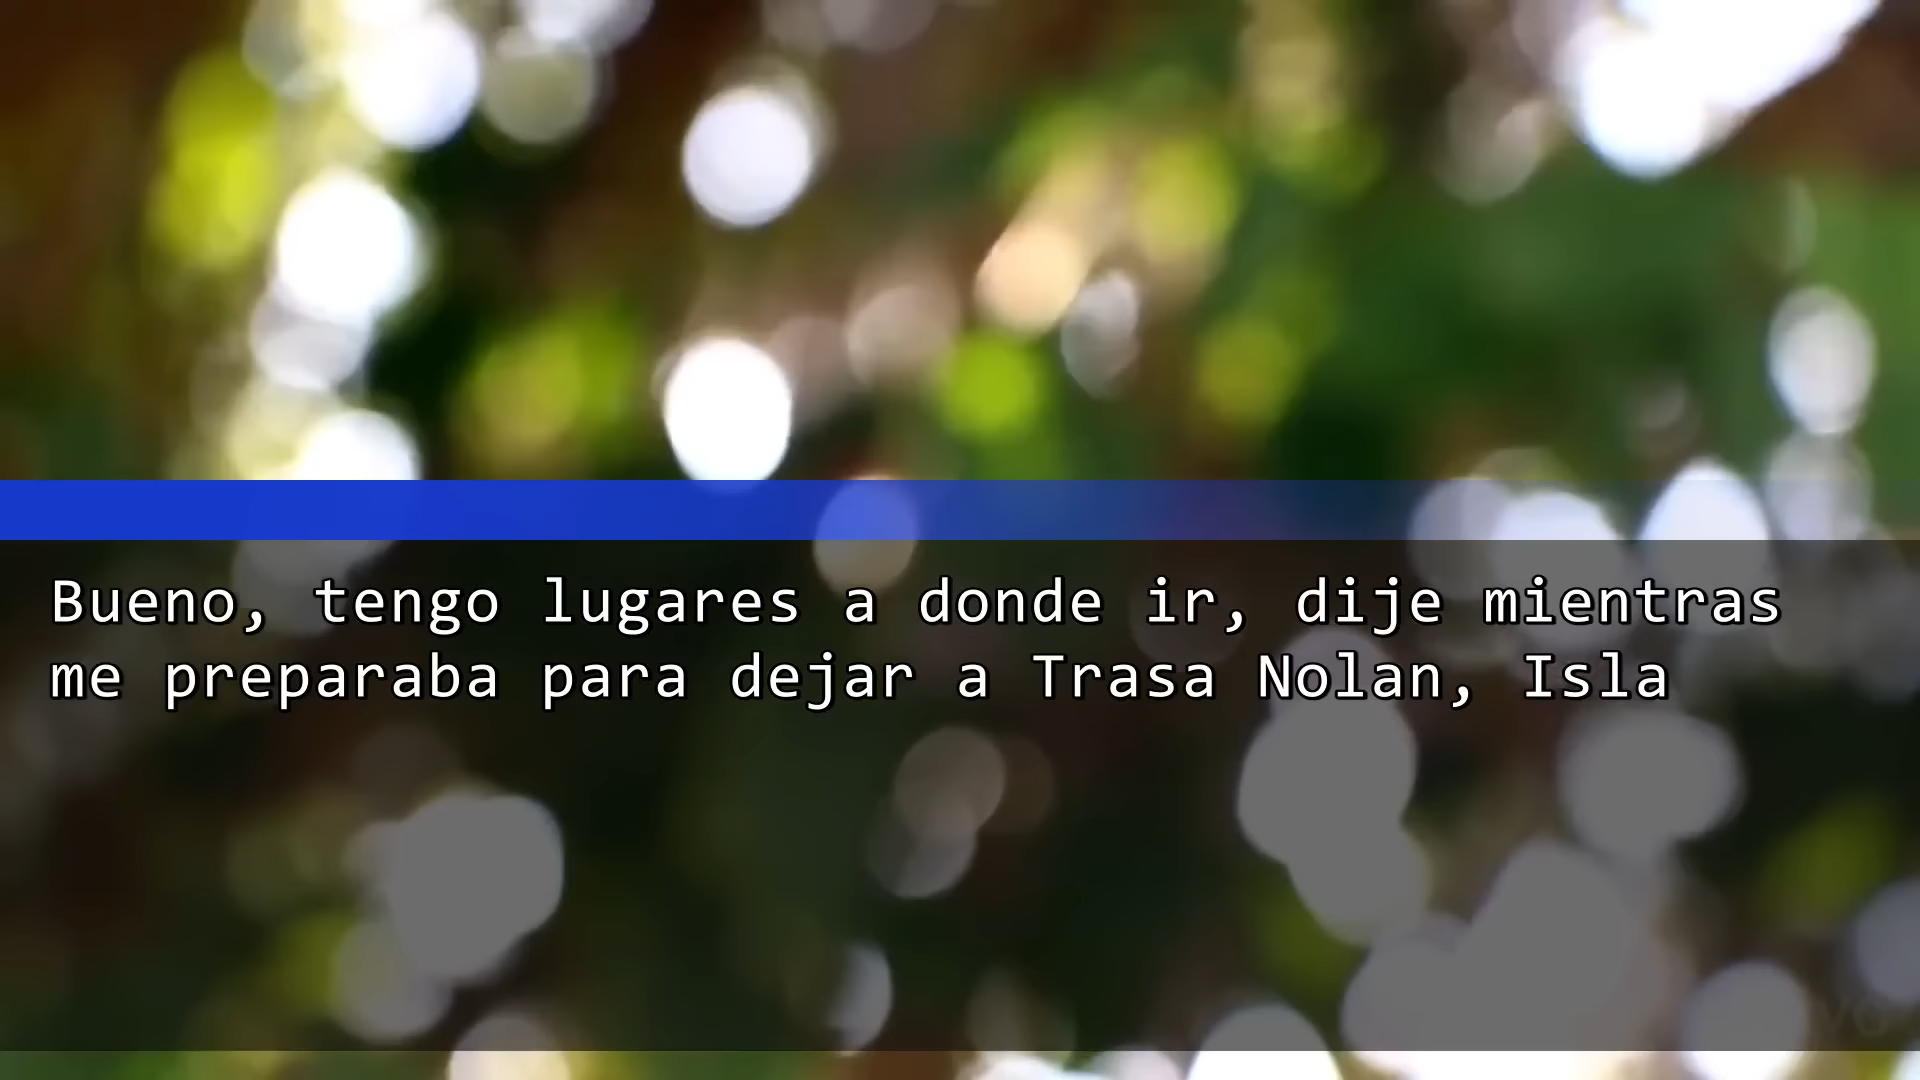 Bueno, tengo lugares a donde ir, dije mientras
me preparaba para dejar a Trasa Nolan, Isla